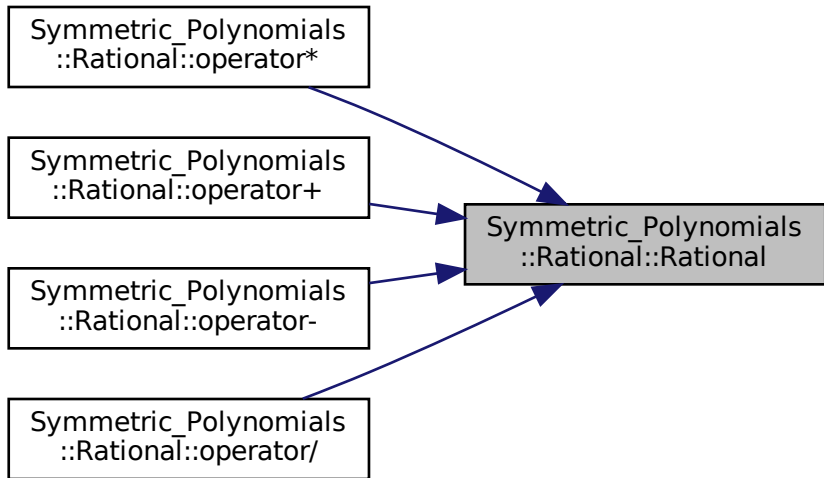 Symmetric_Polynomials
::Rational::operator*
Symmetric_Polynomials
::Rational::operator+
Symmetric_Polynomials
::Rational::Rational
Symmetric_Polynomials
::Rational::operator-
Symmetric_Polynomials
::Rational::operator/